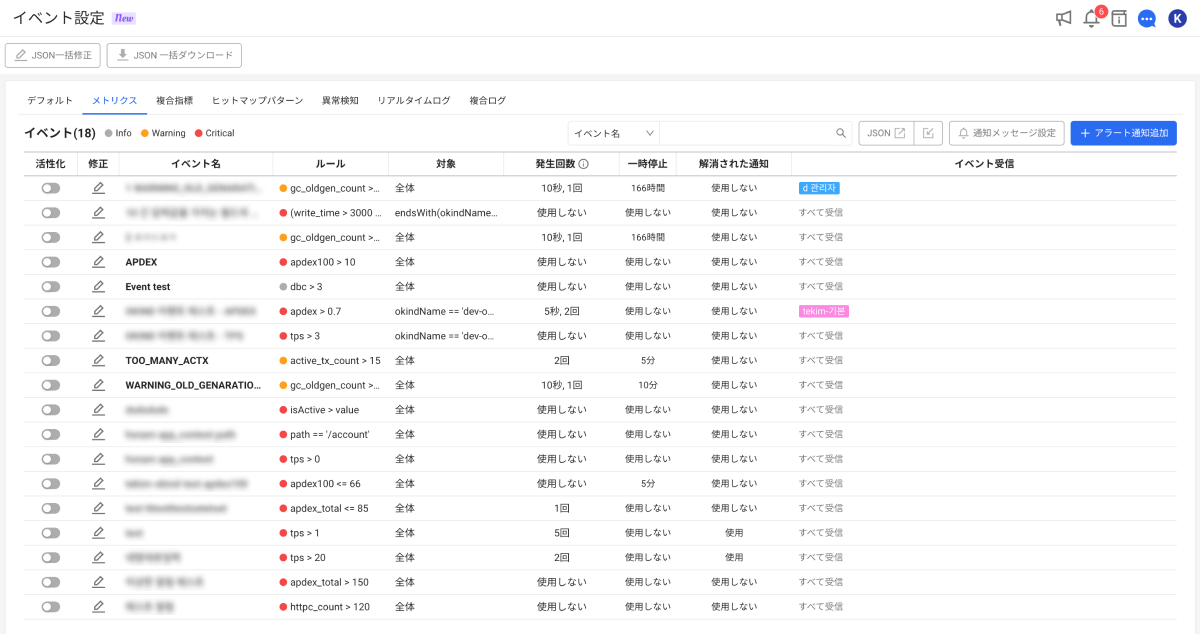 イベント設定 New
6
K
JSON一括修正 JSON 一括ダウンロード
デフォルト メトリクス 複合指標 ヒットマップパターン 異常検知 リアルタイムログ 複合ログ
イベント(18) Info Warning Critical イベント名 JSON 通知メッセージ設定 + アラート通知追加
活性化 修正 イベント名 ルール 対象 発生回数 一時停止 解消された通知 イベント受信
gc_oldgen_count >... 全体 10秒, 1回 166時間 使用しない d 관리자
(write_time > 3000 ... endsWith(okindName... 使用しない 使用しない 使用しない すべて受信
gc_oldgen_count >... 全体 10秒, 1回 166時間 使用しない すべて受信
APDEX apdex100 > 10 全体 使用しない 使用しない 使用しない すべて受信
Event test dbc > 3 全体 使用しない 使用しない 使用しない すべて受信
apdex > 0.7 okindName == 'dev-o... 5秒, 2回 使用しない 使用しない tekim-기본
tps > 3 okindName == 'dev-o... 使用しない 使用しない 使用しない すべて受信
TOO_MANY_ACTX active_tx_count > 15 全体 2回 5分 使用しない すべて受信
WARNING_OLD_GENARATIO... gc_oldgen_count >... 全体 10秒, 1回 10分 使用しない すべて受信
isActive > value 全体 使用しない 使用しない 使用しない すべて受信
path == '/account' 全体 使用しない 使用しない 使用しない すべて受信
tps > 0 全体 使用しない 使用しない 使用しない すべて受信
apdex100 <= 66 全体 使用しない 5分 使用しない すべて受信
apdex_total <= 85 全体 1回 使用しない 使用しない すべて受信
tps > 1 全体 5回 使用しない 使用 すべて受信
tps > 20 全体 2回 使用しない 使用 すべて受信
apdex_total > 150 全体 使用しない 使用しない 使用しない すべて受信
httpc_count > 120 全体 使用しない 使用しない 使用しない すべて受信